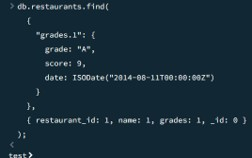 > db.restaurants.find(
{
"grades.1": {
grade: "A",
score: 9,
date: ISODate("2014-08-11T00:00:00Z")
}
},
{ restaurant_id: 1, name: 1, grades: 1, _id: 0 }
);
<
test>